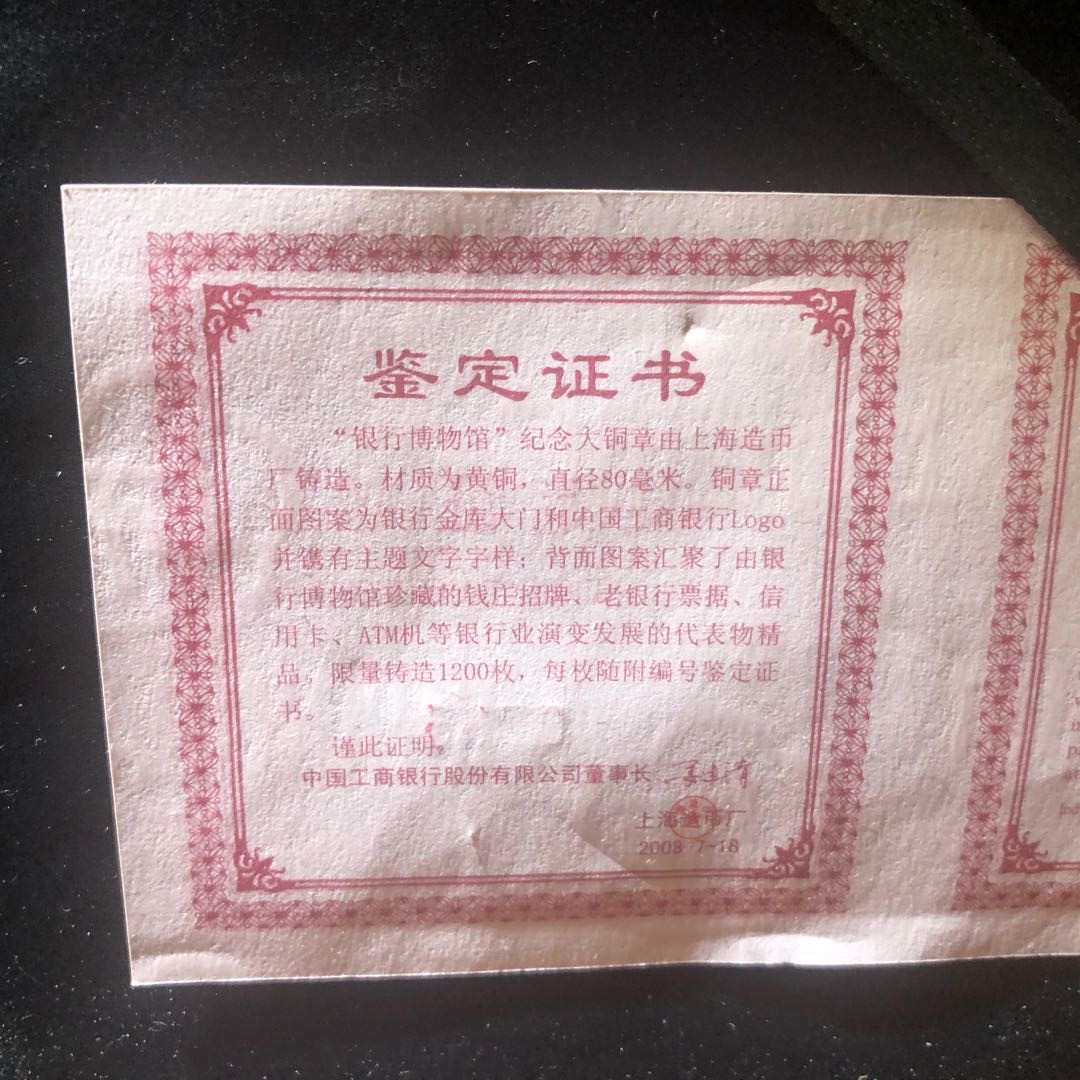 鉴定证书
“银行博物馆”纪念大铜章由上海造币
厂铸造。材质为黄铜，直径80毫米。铜章正
面图案为银行金库大门和中国工商银行Logo
并镌有主题文字字样；背面图案汇聚了由银
行博物馆珍藏的钱庄招牌、老银行票据、信
用卡、ATM机等银行业演变发展的代表物精
品。限量铸造1200枚，每枚随附编号鉴定证
书。
谨此证明。
中国工商银行股份有限公司董事长 姜建清
上海造币厂
2008-7-18